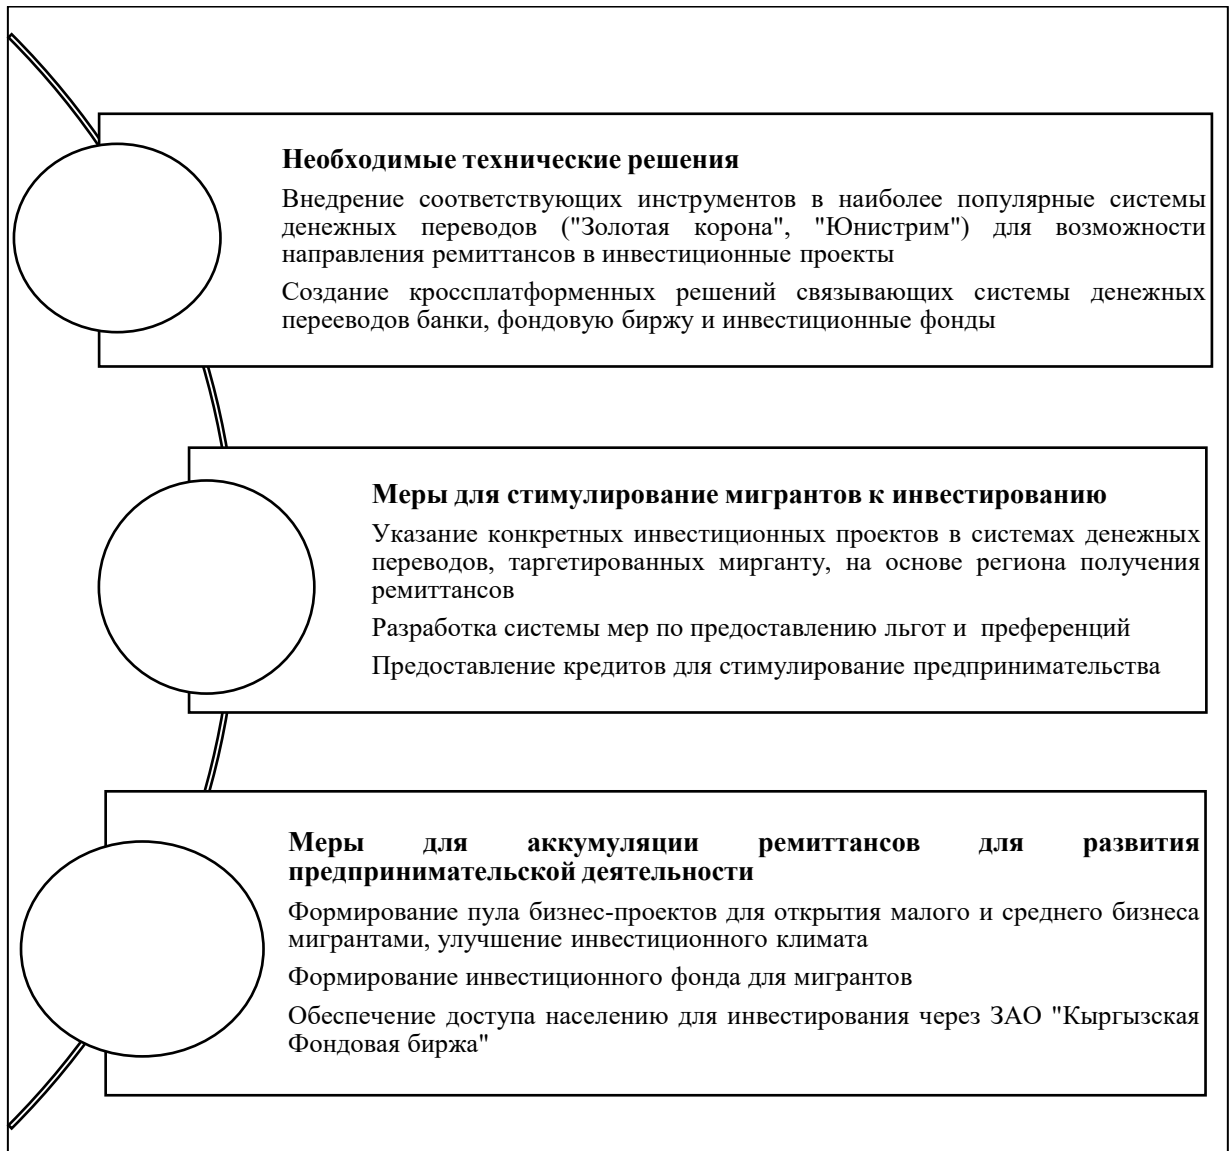 Необходимые технические решения
Внедрение соответствующих инструментов в наиболее популярные системы
денежных переводов ("Золотая корона", "Юнистрим") для возможности
направления ремиттансов в инвестиционные проекты
Создание кроссплатформенных решений связывающих системы денежных
перееводов банки, фондовую биржу и инвестиционные фонды
Меры для стимулирование мигрантов к инвестированию
Указание конкретных инвестиционных проектов в системах денежных
переводов, таргетированных мирганту, на основе региона получения
ремиттансов
Разработка системы мер по предоставлению льгот и  преференций
Предоставление кредитов для стимулирование предпринимательства
Меры для аккумуляции ремиттансов для развития
предпринимательской деятельности
Формирование пула бизнес-проектов для открытия малого и среднего бизнеса
мигрантами, улучшение инвестиционного климата
Формирование инвестиционного фонда для мигрантов
Обеспечение доступа населению для инвестирования через ЗАО "Кыргызская
Фондовая биржа"